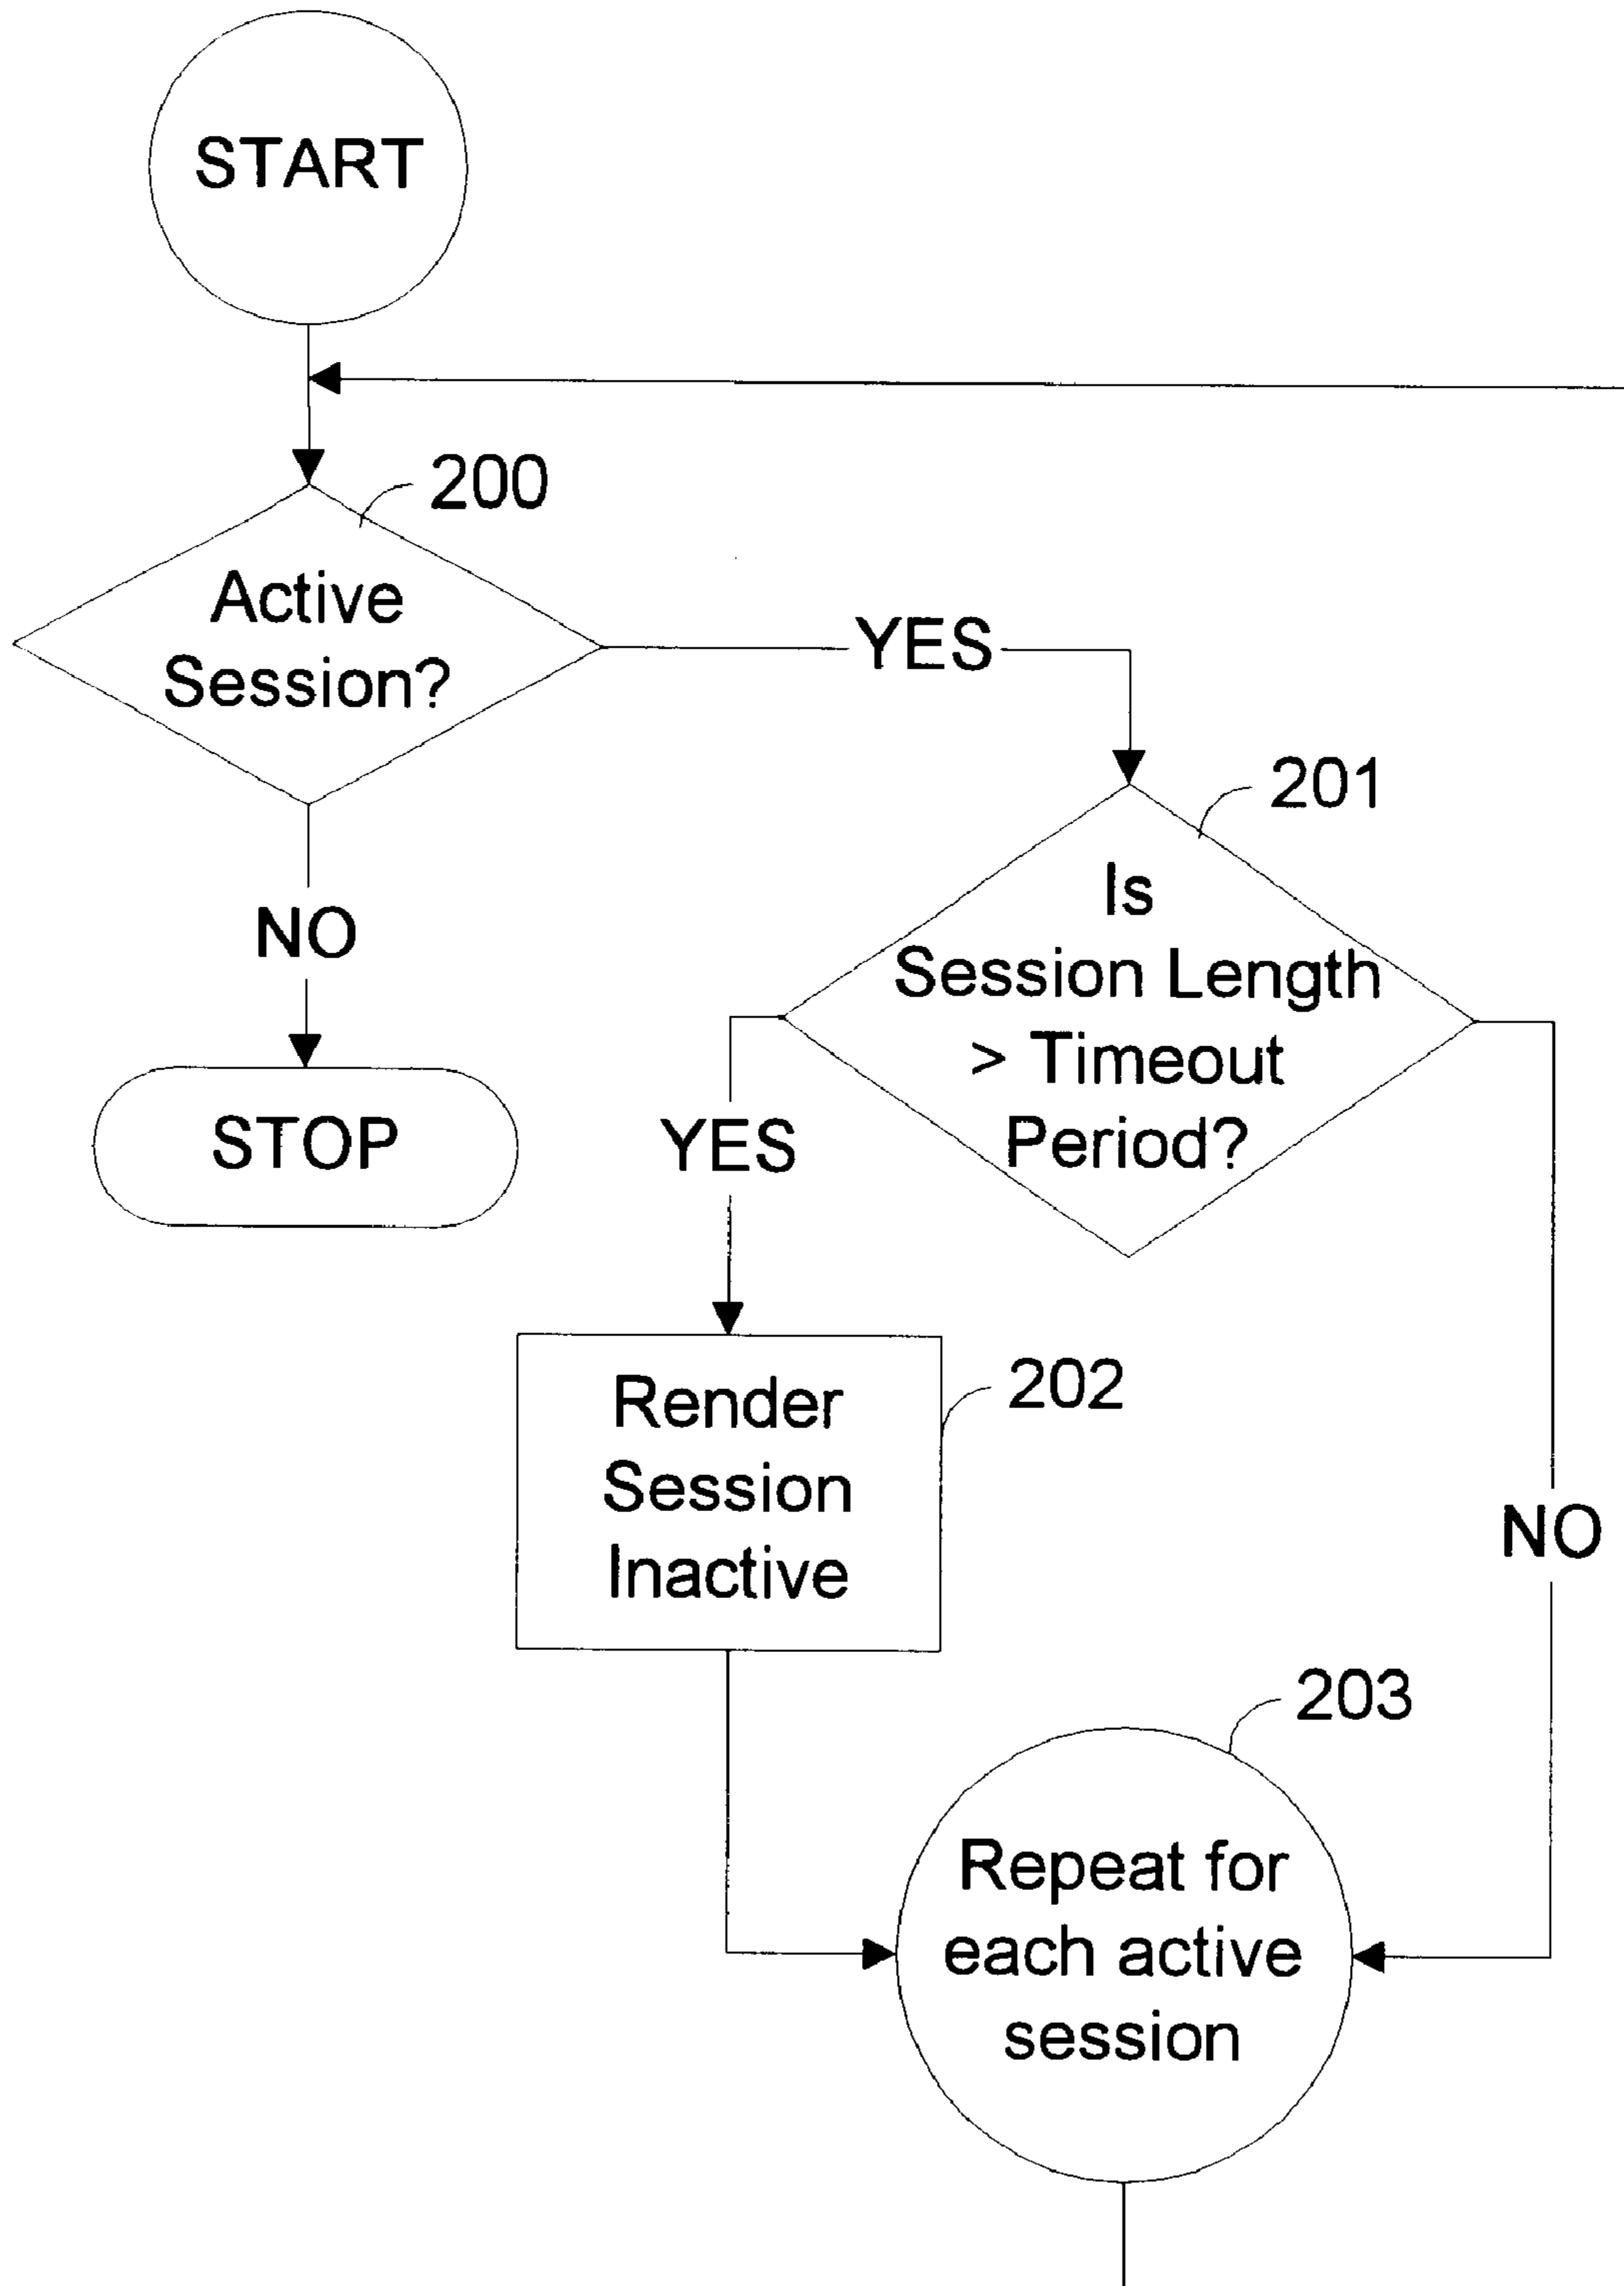 START
200
Active
Session?
YES
NO
STOP
201
Is
Session Length
> Timeout
Period?
YES
NO
Render
Session
Inactive
202
203
Repeat for
each active
session